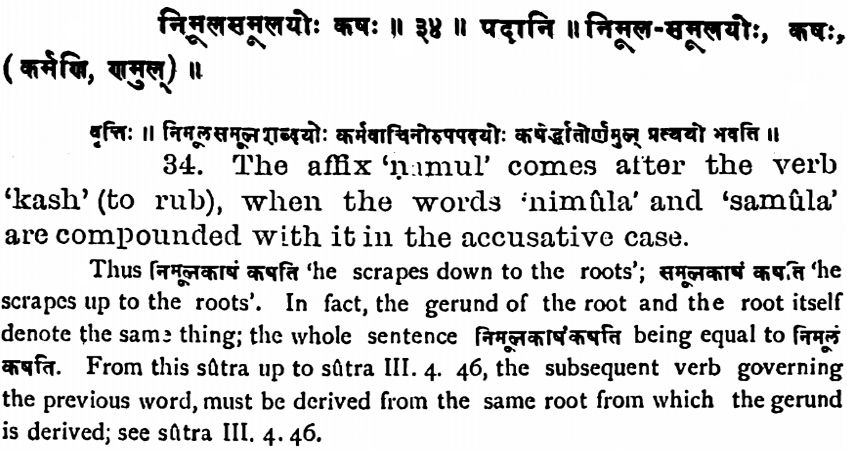 निमूलसमूलयोः कषः ॥ ३४ ॥ पदानि ॥ निमूल-समूलयोः, कषः,
(कर्मणि, णमुल्) ॥
वृत्तिः ॥ निमूलसमूलशब्दयोः कर्मवाचिनोरुपपदयोः कषेर्द्धातोर्णमुल् प्रत्ययो भवति ॥
34. The affix 'ṇamul' comes after the verb
'kash' (to rub), when the words 'nimûla' and 'samûla'
are compounded with it in the accusative case.
Thus निमूलकाषं कषति 'he scrapes down to the roots'; समूलकाषं कषति 'he
scrapes up to the roots'. In fact, the gerund of the root and the root itself
denote the same thing; the whole sentence निमूलकाषंकषति being equal to निमूलं
कषति. From this sûtra up to sûtra III. 4. 46, the subsequent verb governing
the previous word, must be derived from the same root from which the gerund
is derived; see sûtra III. 4. 46.